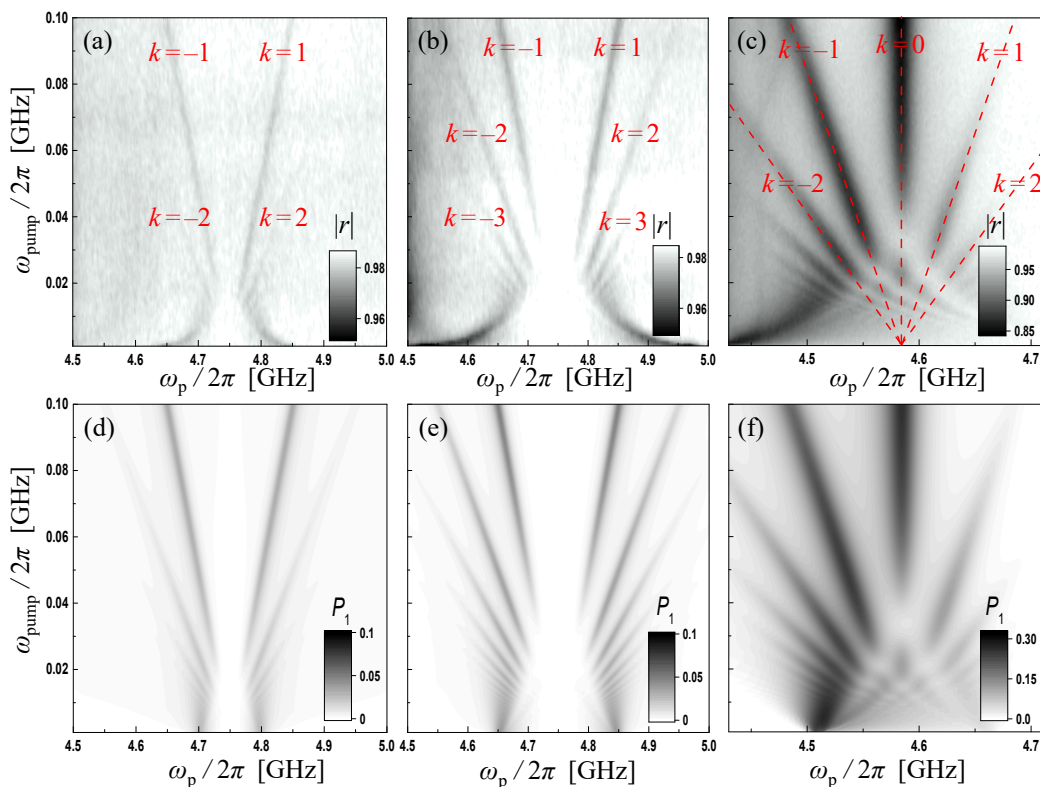 (a)
k=–1
k=1
k=–2
k=2
|r|
0.98
0.96
0.10
0.08
0.06
0.04
0.02
ω_pump / 2π [GHz]
4.5 4.6 4.7 4.8 4.9 5.0
ω_p / 2π [GHz]
(b)
k=–1
k=1
k=–2
k=2
k=–3
k=3
|r|
0.98
0.96
4.5 4.6 4.7 4.8 4.9 5.0
ω_p / 2π [GHz]
(c)
k=–1
k=0
k=1
k=–2
k=2
|r|
0.95
0.90
0.85
4.5 4.6 4.7
ω_p / 2π [GHz]
(d)
P_1
0.1
0.05
0
0.10
0.08
0.06
0.04
0.02
ω_pump / 2π [GHz]
4.5 4.6 4.7 4.8 4.9 5.0
ω_p / 2π [GHz]
(e)
P_1
0.1
0.05
0
4.5 4.6 4.7 4.8 4.9 5.0
ω_p / 2π [GHz]
(f)
P_1
0.30
0.15
0.0
4.5 4.6 4.7
ω_p / 2π [GHz]